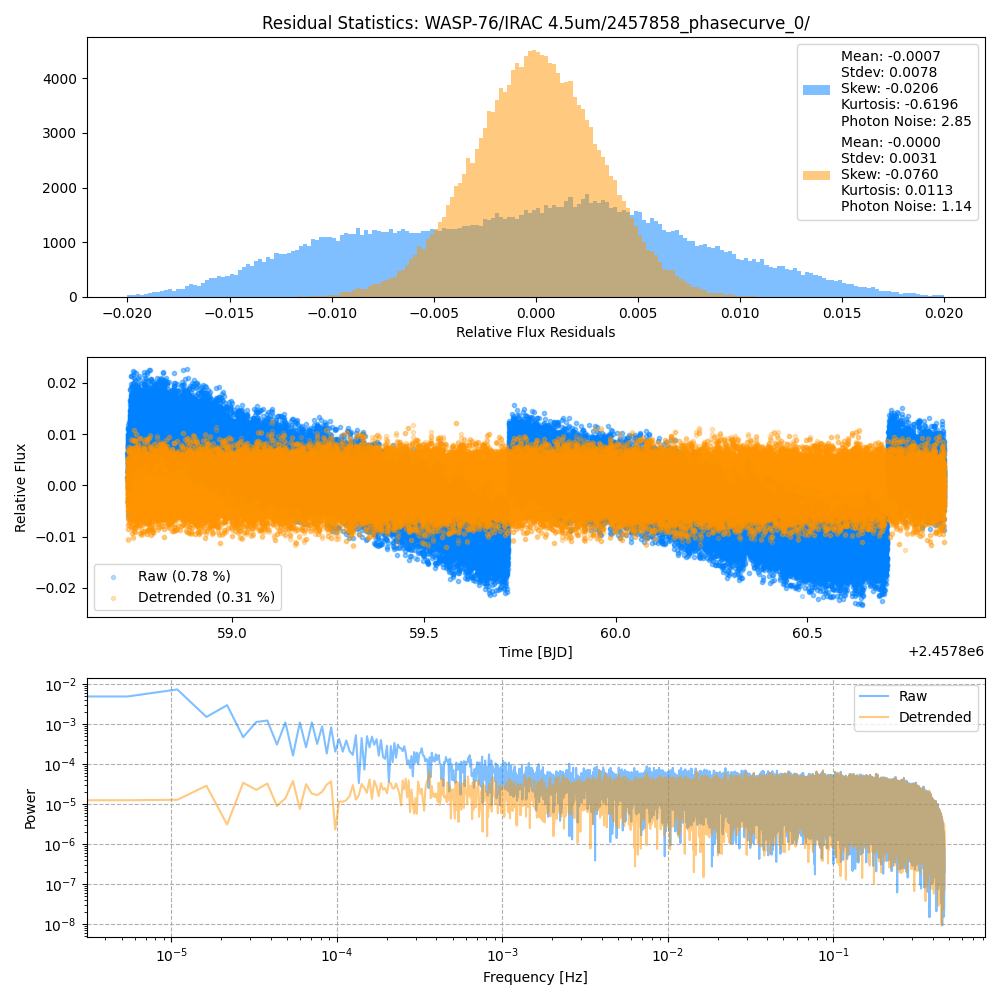 Residual Statistics: WASP-76/IRAC 4.5um/2457858_phasecurve_0/
Mean: -0.0007
Stdev: 0.0078
Skew: -0.0206
Kurtosis: -0.6196
Photon Noise: 2.85
Mean: -0.0000
Stdev: 0.0031
Skew: -0.0760
Kurtosis: 0.0113
Photon Noise: 1.14
4000
3000
2000
1000
0
−0.020 −0.015 −0.010 −0.005 0.000 0.005 0.010 0.015 0.020
Relative Flux Residuals
0.02
0.01
0.00
−0.01
−0.02
Relative Flux
Raw (0.78 %)
Detrended (0.31 %)
59.0 59.5 60.0 60.5
Time [BJD]
+2.4578e6
10−2
10−3
10−4
10−5
10−6
10−7
10−8
Power
Raw
Detrended
10−5 10−4 10−3 10−2 10−1
Frequency [Hz]